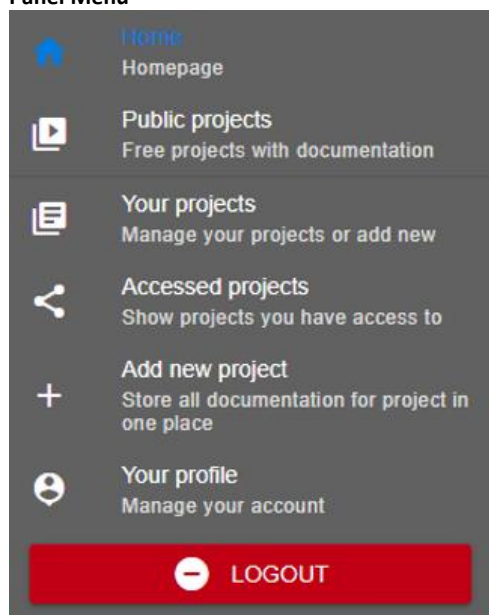 Panel Menu
Home
Homepage
Public projects
Free projects with documentation
Your projects
Manage your projects or add new
Accessed projects
Show projects you have access to
Add new project
Store all documentation for project in
one place
Your profile
Manage your account
LOGOUT